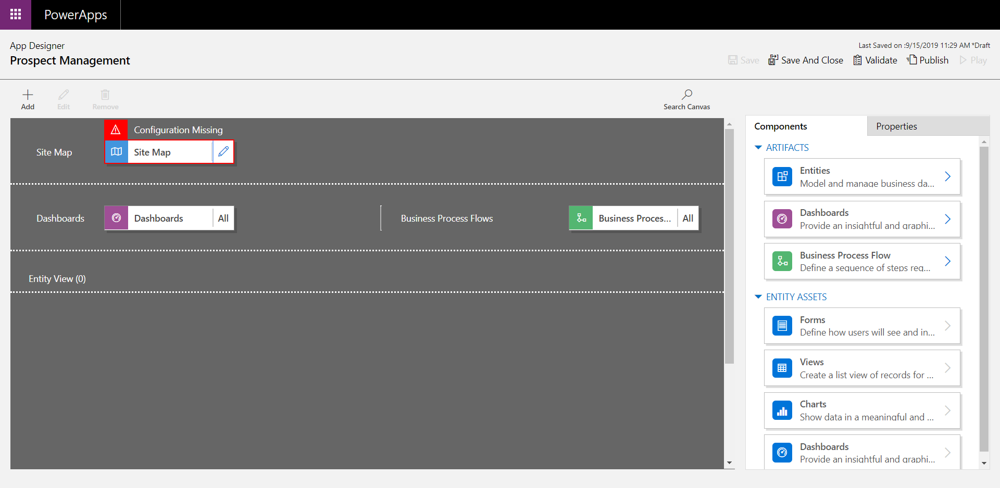 PowerApps
App Designer
Prospect Management
Last Saved on :9/15/2019 11:29 AM *Draft
Save
Save And Close
Validate
Publish
Play
Add
Edit
Remove
Search Canvas
Configuration Missing
Site Map
Site Map
Dashboards
Dashboards
All
Business Process Flows
Business Proces...
All
Entity View (0)
Components
Properties
ARTIFACTS
Entities
Model and manage business da...
Dashboards
Provide an insightful and graphi...
Business Process Flow
Define a sequence of steps req...
ENTITY ASSETS
Forms
Define how users will see and in...
Views
Create a list view of records for ...
Charts
Show data in a meaningful and ...
Dashboards
Provide an insightful and graphi...